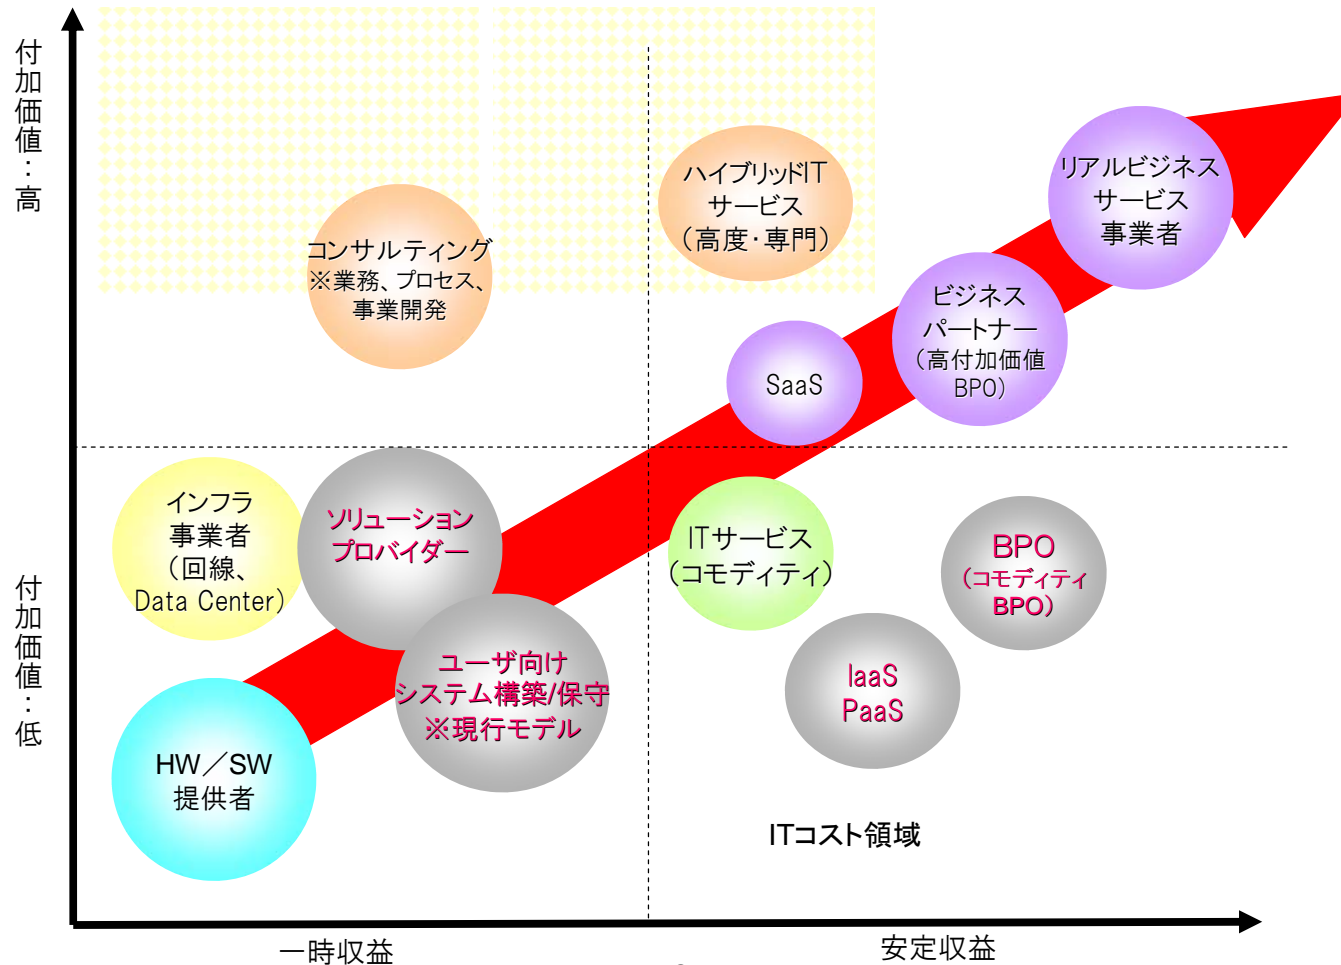 付加価値：高
コンサルティング
※業務、プロセス、
事業開発
ハイブリッドIT
サービス
（高度・専門）
リアルビジネス
サービス
事業者
ビジネス
パートナー
（高付加価値
BPO）
SaaS
付加価値：低
インフラ
事業者
（回線、
Data Center）
ソリューション
プロバイダー
ユーザ向け
システム構築/保守
※現行モデル
HW／SW
提供者
ITサービス
（コモディティ）
BPO
（コモディティ
BPO）
IaaS
PaaS
ITコスト領域
一時収益
安定収益